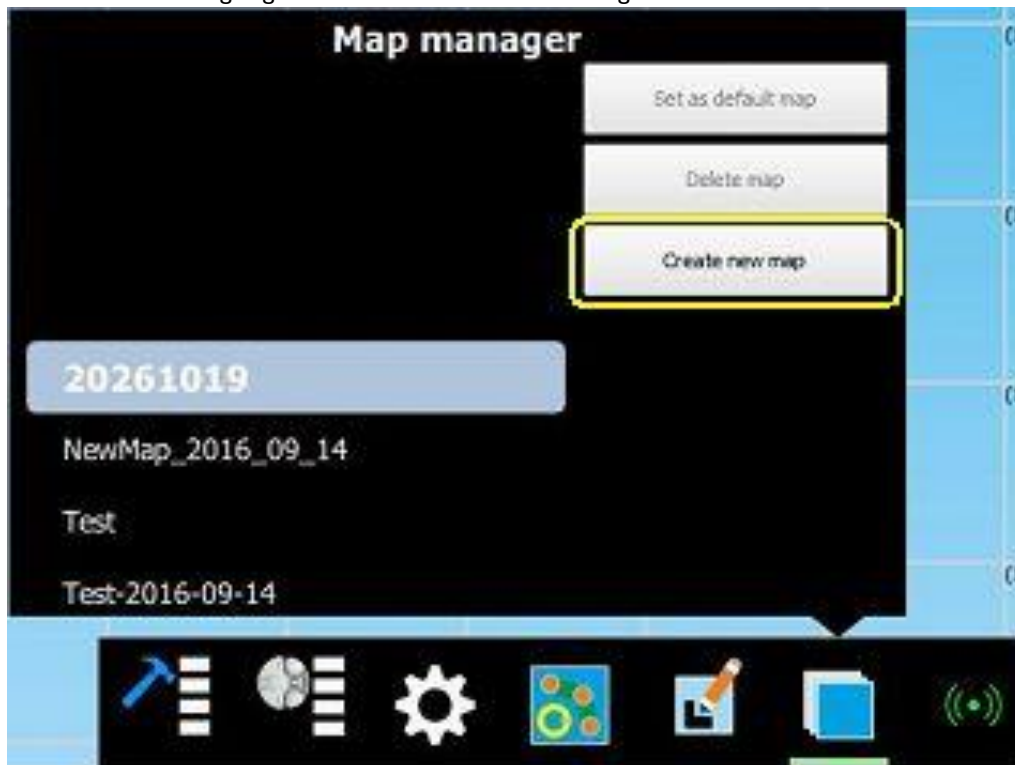 Map manager
Set as default map
Delete map
Create new map
20261019
NewMap_2016_09_14
Test
Test-2016-09-14